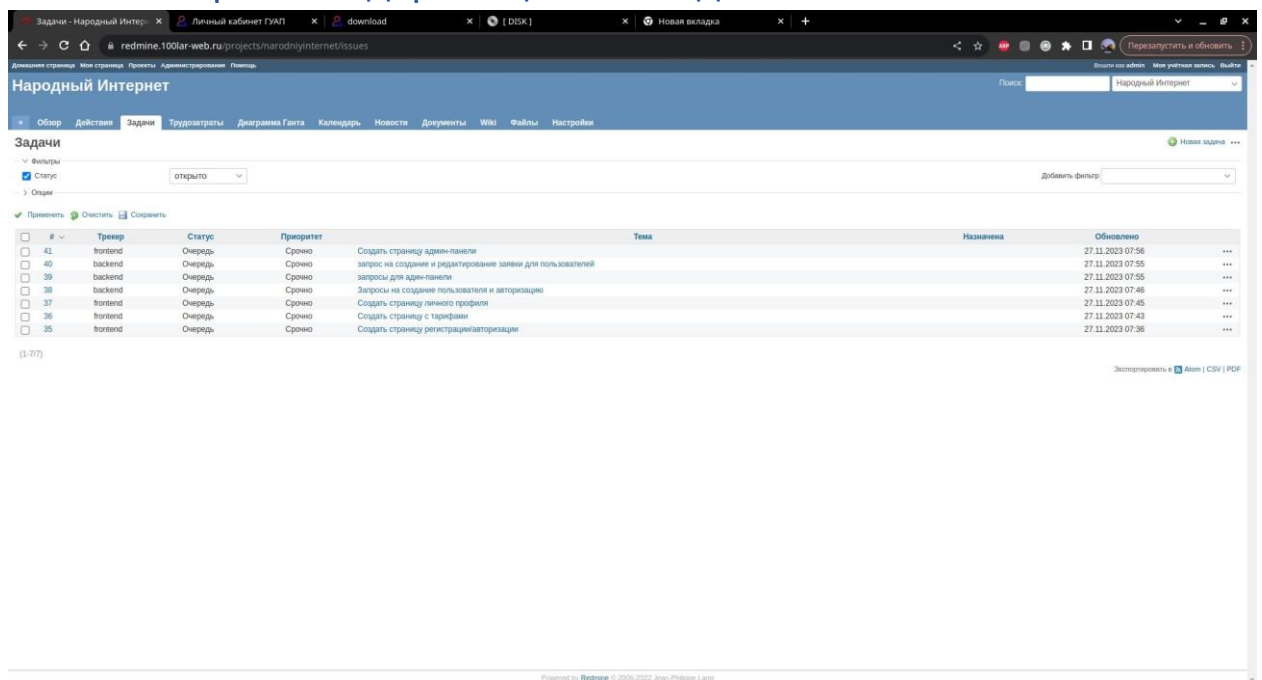 Задачи - Народный Интерн Личный кабинет ГУАП download [ DISK ] Новая вкладка
redmine.100lar-web.ru/projects/narodniyinternet/issues ABP Перезапустить и обновить
Домашняя страница Моя страница Проекты Администрирование Помощь Вошли как admin Моя учётная запись Выйти
Народный Интернет Поиск: Народный Интернет
+ Обзор Действия Задачи Трудозатраты Диаграмма Ганта Календарь Новости Документы Wiki Файлы Настройки
Задачи Новая задача •••
Фильтры
Статус открыто Добавить фильтр
Опции
Применить Очистить Сохранить
# Трекер Статус Приоритет Тема Назначена Обновлено
41 frontend Очередь Срочно Создать страницу админ-панели 27.11.2023 07:56 •••
40 backend Очередь Срочно запрос на создание и редактирование заявки для пользователей 27.11.2023 07:55 •••
39 backend Очередь Срочно запросы для адин-панели 27.11.2023 07:55 •••
38 backend Очередь Срочно Запросы на создание пользователя и авторизацию 27.11.2023 07:46 •••
37 frontend Очередь Срочно Создать страницу личного профиля 27.11.2023 07:45 •••
36 frontend Очередь Срочно Создать страницу с тарифами 27.11.2023 07:43 •••
35 frontend Очередь Срочно Создать страницу регистрации/авторизации 27.11.2023 07:36 •••
(1-7/7)
Экспортировать в Atom | CSV | PDF
Powered by Redmine © 2006-2022 Jean-Philippe Lang